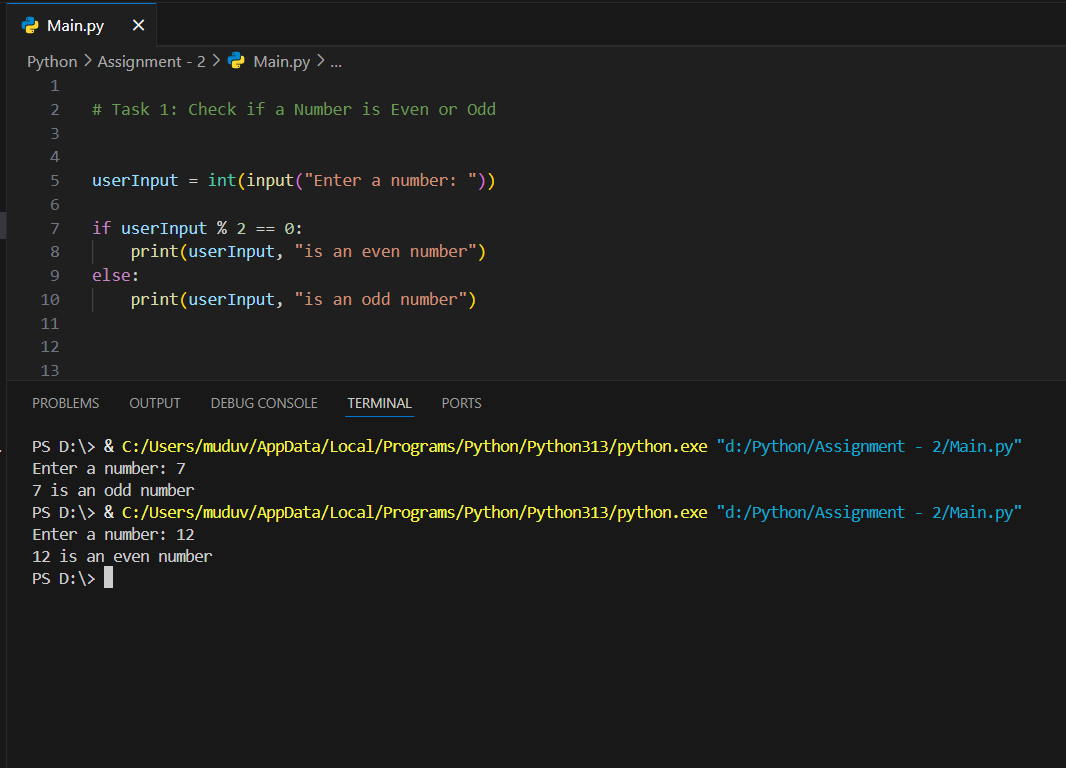 Main.py ×
Python > Assignment - 2 > Main.py > ...
1
2 # Task 1: Check if a Number is Even or Odd
3
4
5 userInput = int(input("Enter a number: "))
6
7 if userInput % 2 == 0:
8     print(userInput, "is an even number")
9 else:
10     print(userInput, "is an odd number")
11
12
13
PROBLEMS OUTPUT DEBUG CONSOLE TERMINAL PORTS
PS D:\> & C:/Users/muduv/AppData/Local/Programs/Python/Python313/python.exe "d:/Python/Assignment - 2/Main.py"
Enter a number: 7
7 is an odd number
PS D:\> & C:/Users/muduv/AppData/Local/Programs/Python/Python313/python.exe "d:/Python/Assignment - 2/Main.py"
Enter a number: 12
12 is an even number
PS D:\>